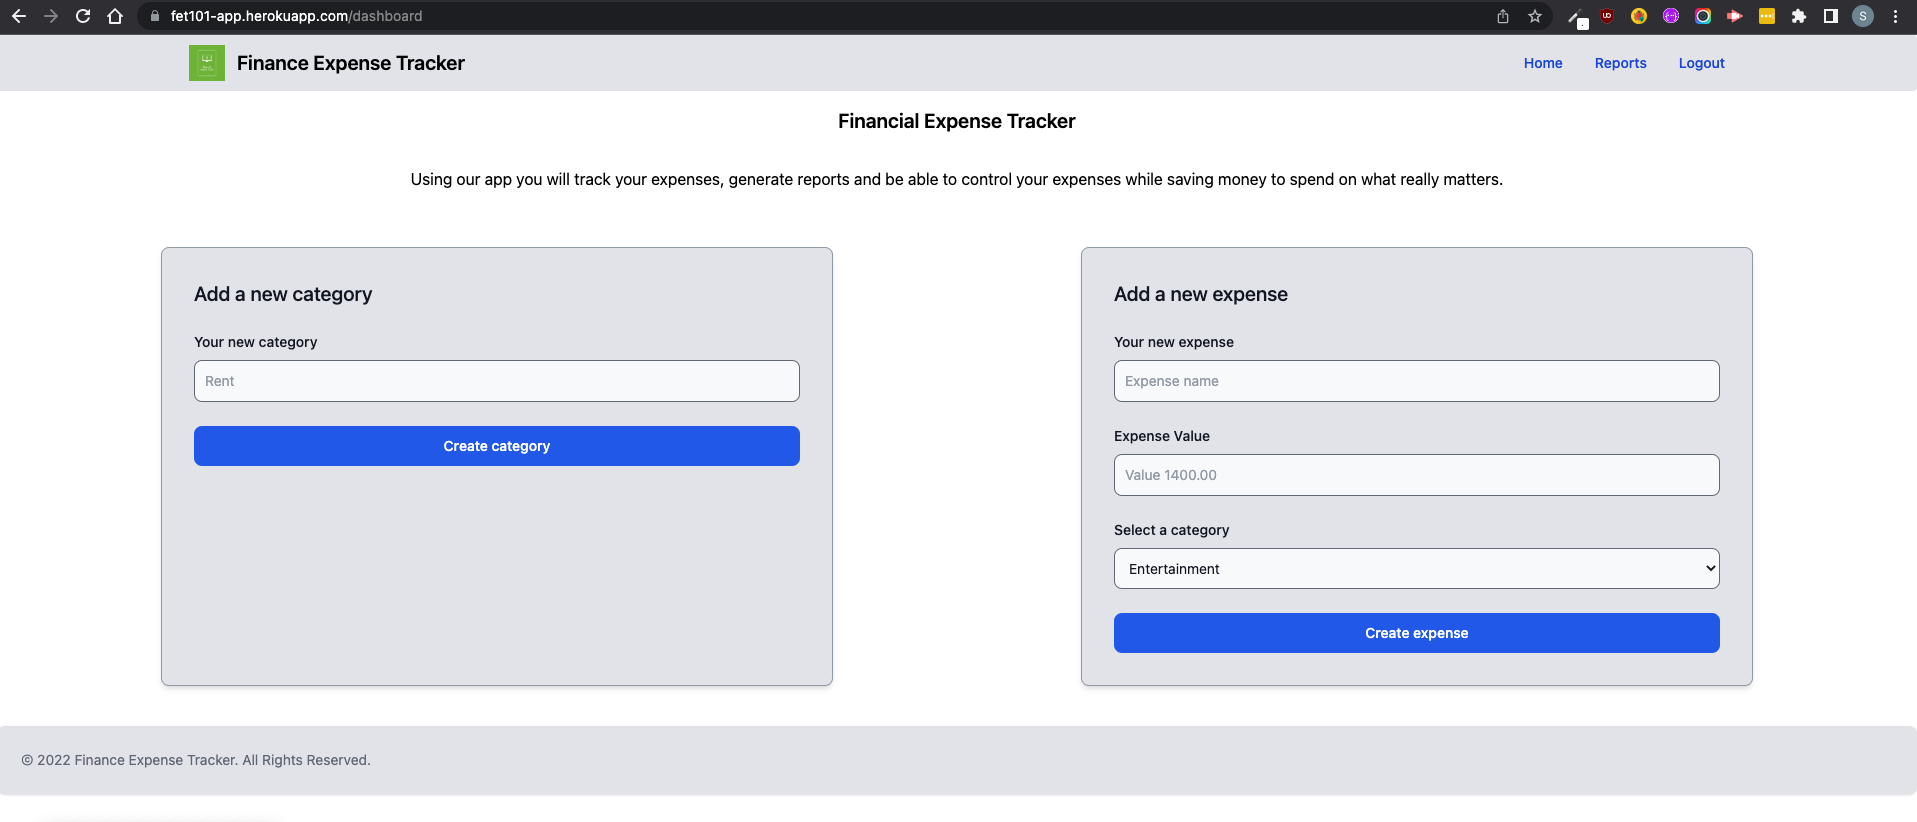 fet101-app.herokuapp.com/dashboard
S
Finance Expense Tracker
Home
Reports
Logout
Financial Expense Tracker
Using our app you will track your expenses, generate reports and be able to control your expenses while saving money to spend on what really matters.
Add a new category
Your new category
Rent
Create category
Add a new expense
Your new expense
Expense name
Expense Value
Value 1400.00
Select a category
Entertainment
Create expense
© 2022 Finance Expense Tracker. All Rights Reserved.